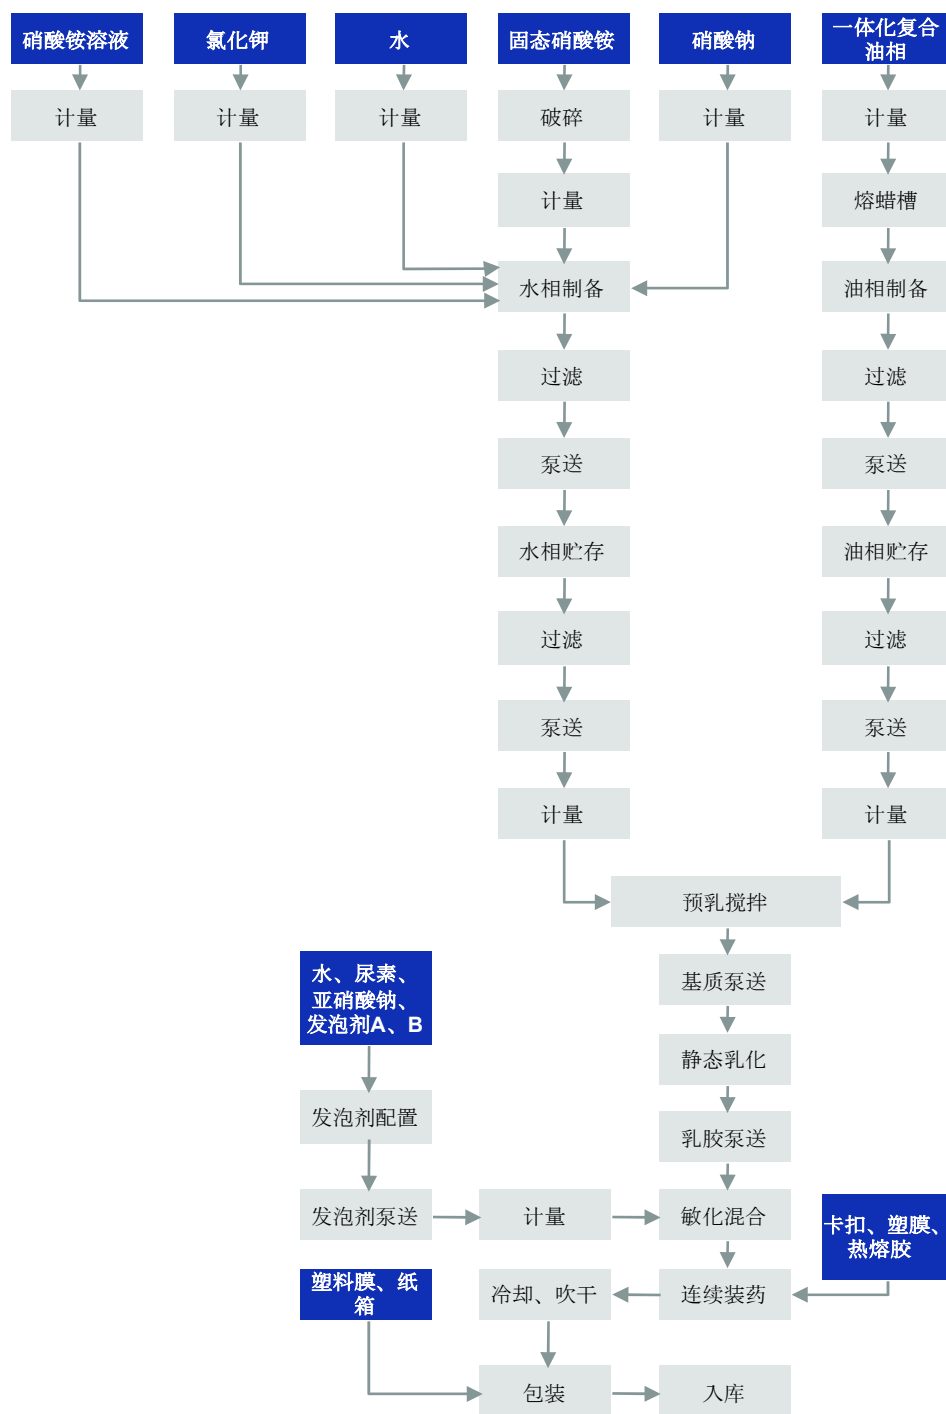 硝酸铵溶液
氯化钾
水
固态硝酸铵
硝酸钠
一体化复合
油相
计量
计量
计量
破碎
计量
计量
计量
熔蜡槽
水相制备
油相制备
过滤
过滤
泵送
泵送
水相贮存
油相贮存
过滤
过滤
泵送
泵送
计量
计量
预乳搅拌
水、尿素、
亚硝酸钠、
发泡剂A、B
基质泵送
静态乳化
发泡剂配置
乳胶泵送
发泡剂泵送
计量
敏化混合
卡扣、塑膜、
热熔胶
塑料膜、纸
箱
冷却、吹干
连续装药
包装
入库